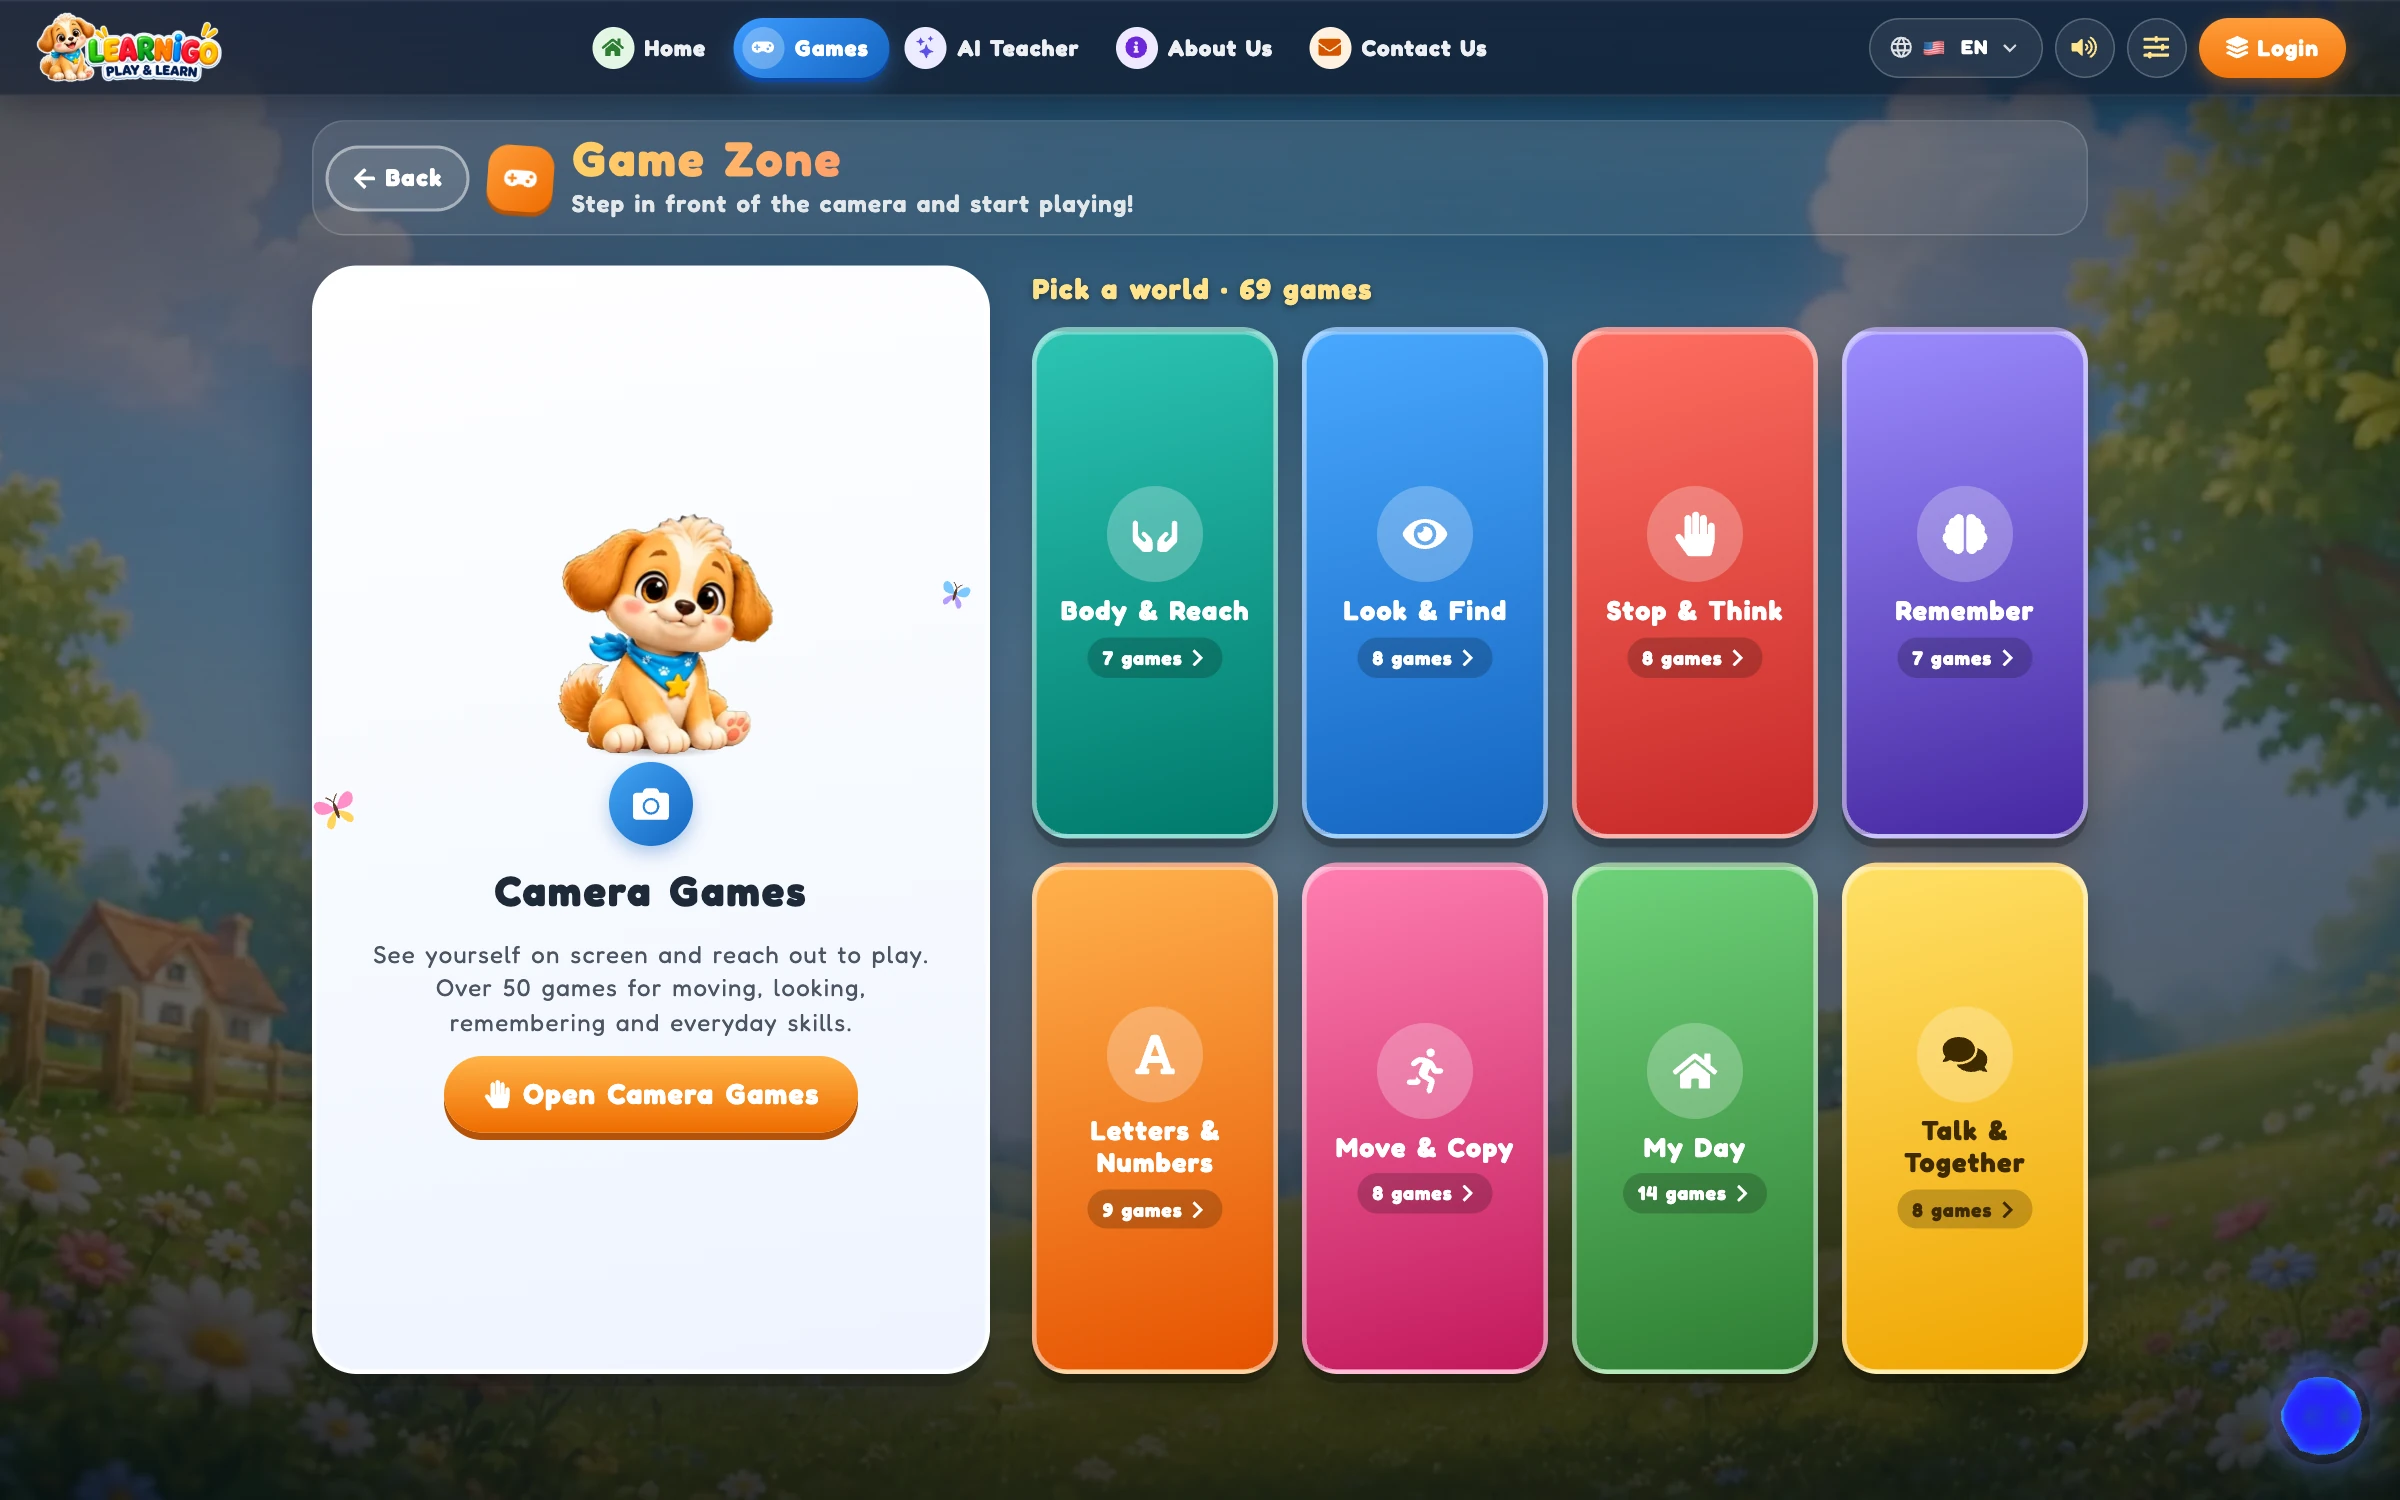 LEARNIGO
PLAY & LEARN
Home
Games
AI Teacher
About Us
Contact Us
EN
Login
Back
Game Zone
Step in front of the camera and start playing!
Camera Games
See yourself on screen and reach out to play.
Over 50 games for moving, looking,
remembering and everyday skills.
Open Camera Games
Pick a world · 69 games
Body & Reach
7 games
Look & Find
8 games
Stop & Think
8 games
Remember
7 games
A
Letters &
Numbers
9 games
Move & Copy
8 games
My Day
14 games
Talk &
Together
8 games